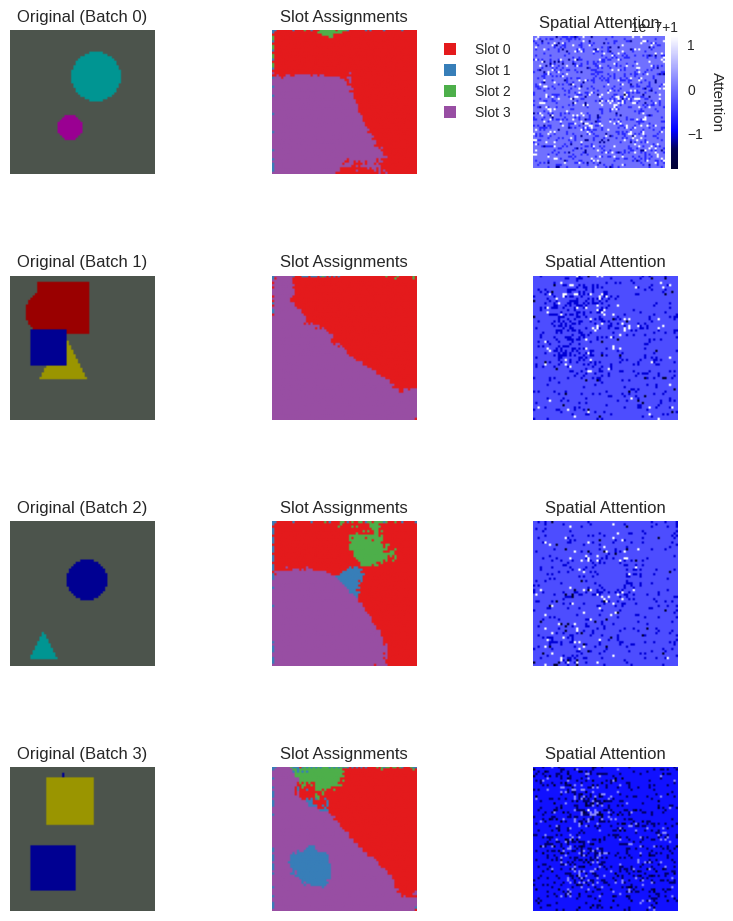 Original (Batch 0)
Slot Assignments
Slot 0
Slot 1
Slot 2
Slot 3
Spatial Attention
1e−7+1
1
0
−1
Attention
Original (Batch 1)
Slot Assignments
Spatial Attention
Original (Batch 2)
Slot Assignments
Spatial Attention
Original (Batch 3)
Slot Assignments
Spatial Attention